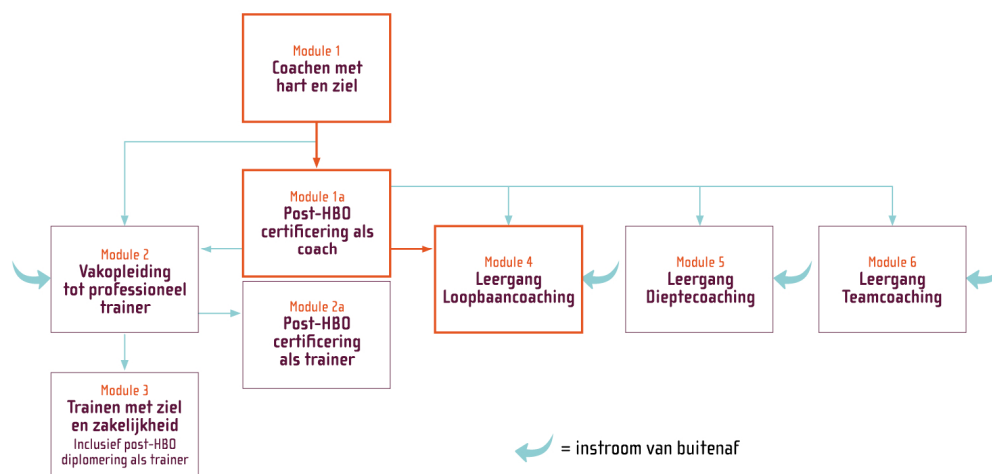 Module 1
Coachen met
hart en ziel
Module 1a
Post-HBO
certificering als
coach
Module 2
Vakopleiding
tot professioneel
trainer
Module 4
Leergang
Loopbaancoaching
Module 5
Leergang
Dieptecoaching
Module 6
Leergang
Teamcoaching
Module 2a
Post-HBO
certificering
als trainer
Module 3
Trainen met ziel
en zakelijkheid
Inclusief post-HBO
diplomering als trainer
= instroom van buitenaf